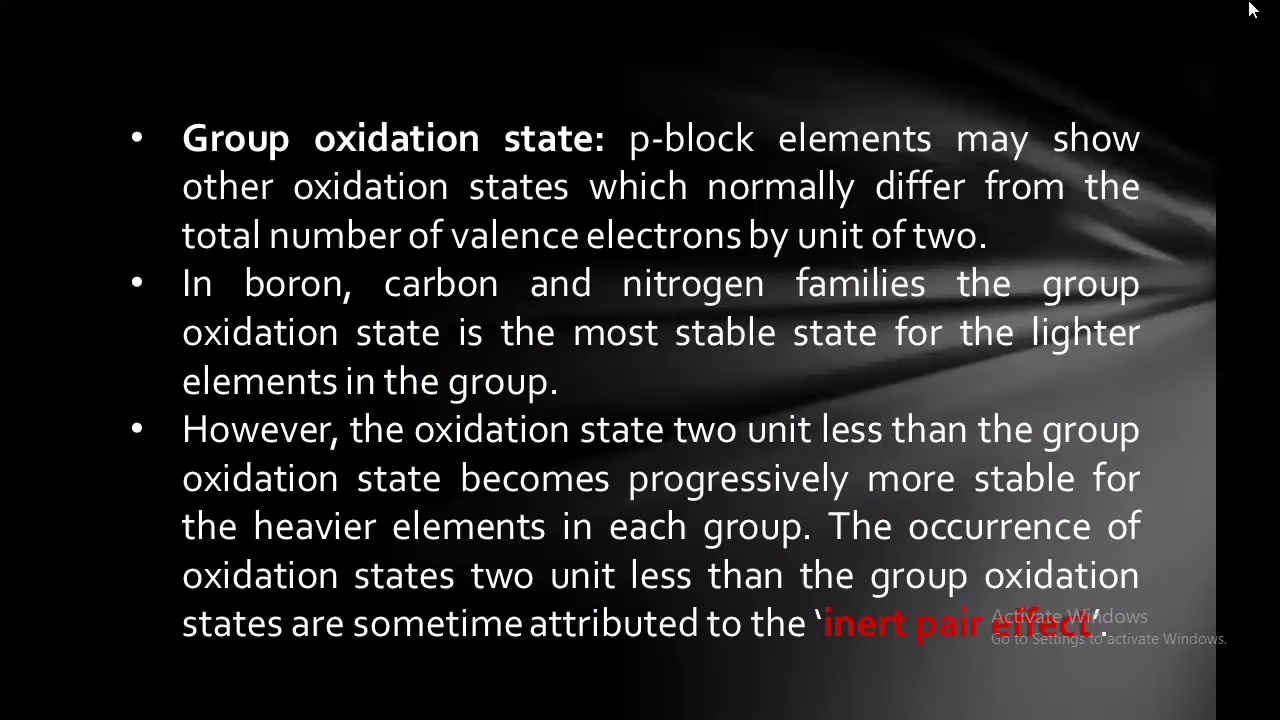 • Group oxidation state: p-block elements may show
other oxidation states which normally differ from the
total number of valence electrons by unit of two.
• In boron, carbon and nitrogen families the group
oxidation state is the most stable state for the lighter
elements in the group.
• However, the oxidation state two unit less than the group
oxidation state becomes progressively more stable for
the heavier elements in each group. The occurrence of
oxidation states two unit less than the group oxidation
states are sometime attributed to the ‘inert pair effect’.
Activate Windows
Go to Settings to activate Windows.